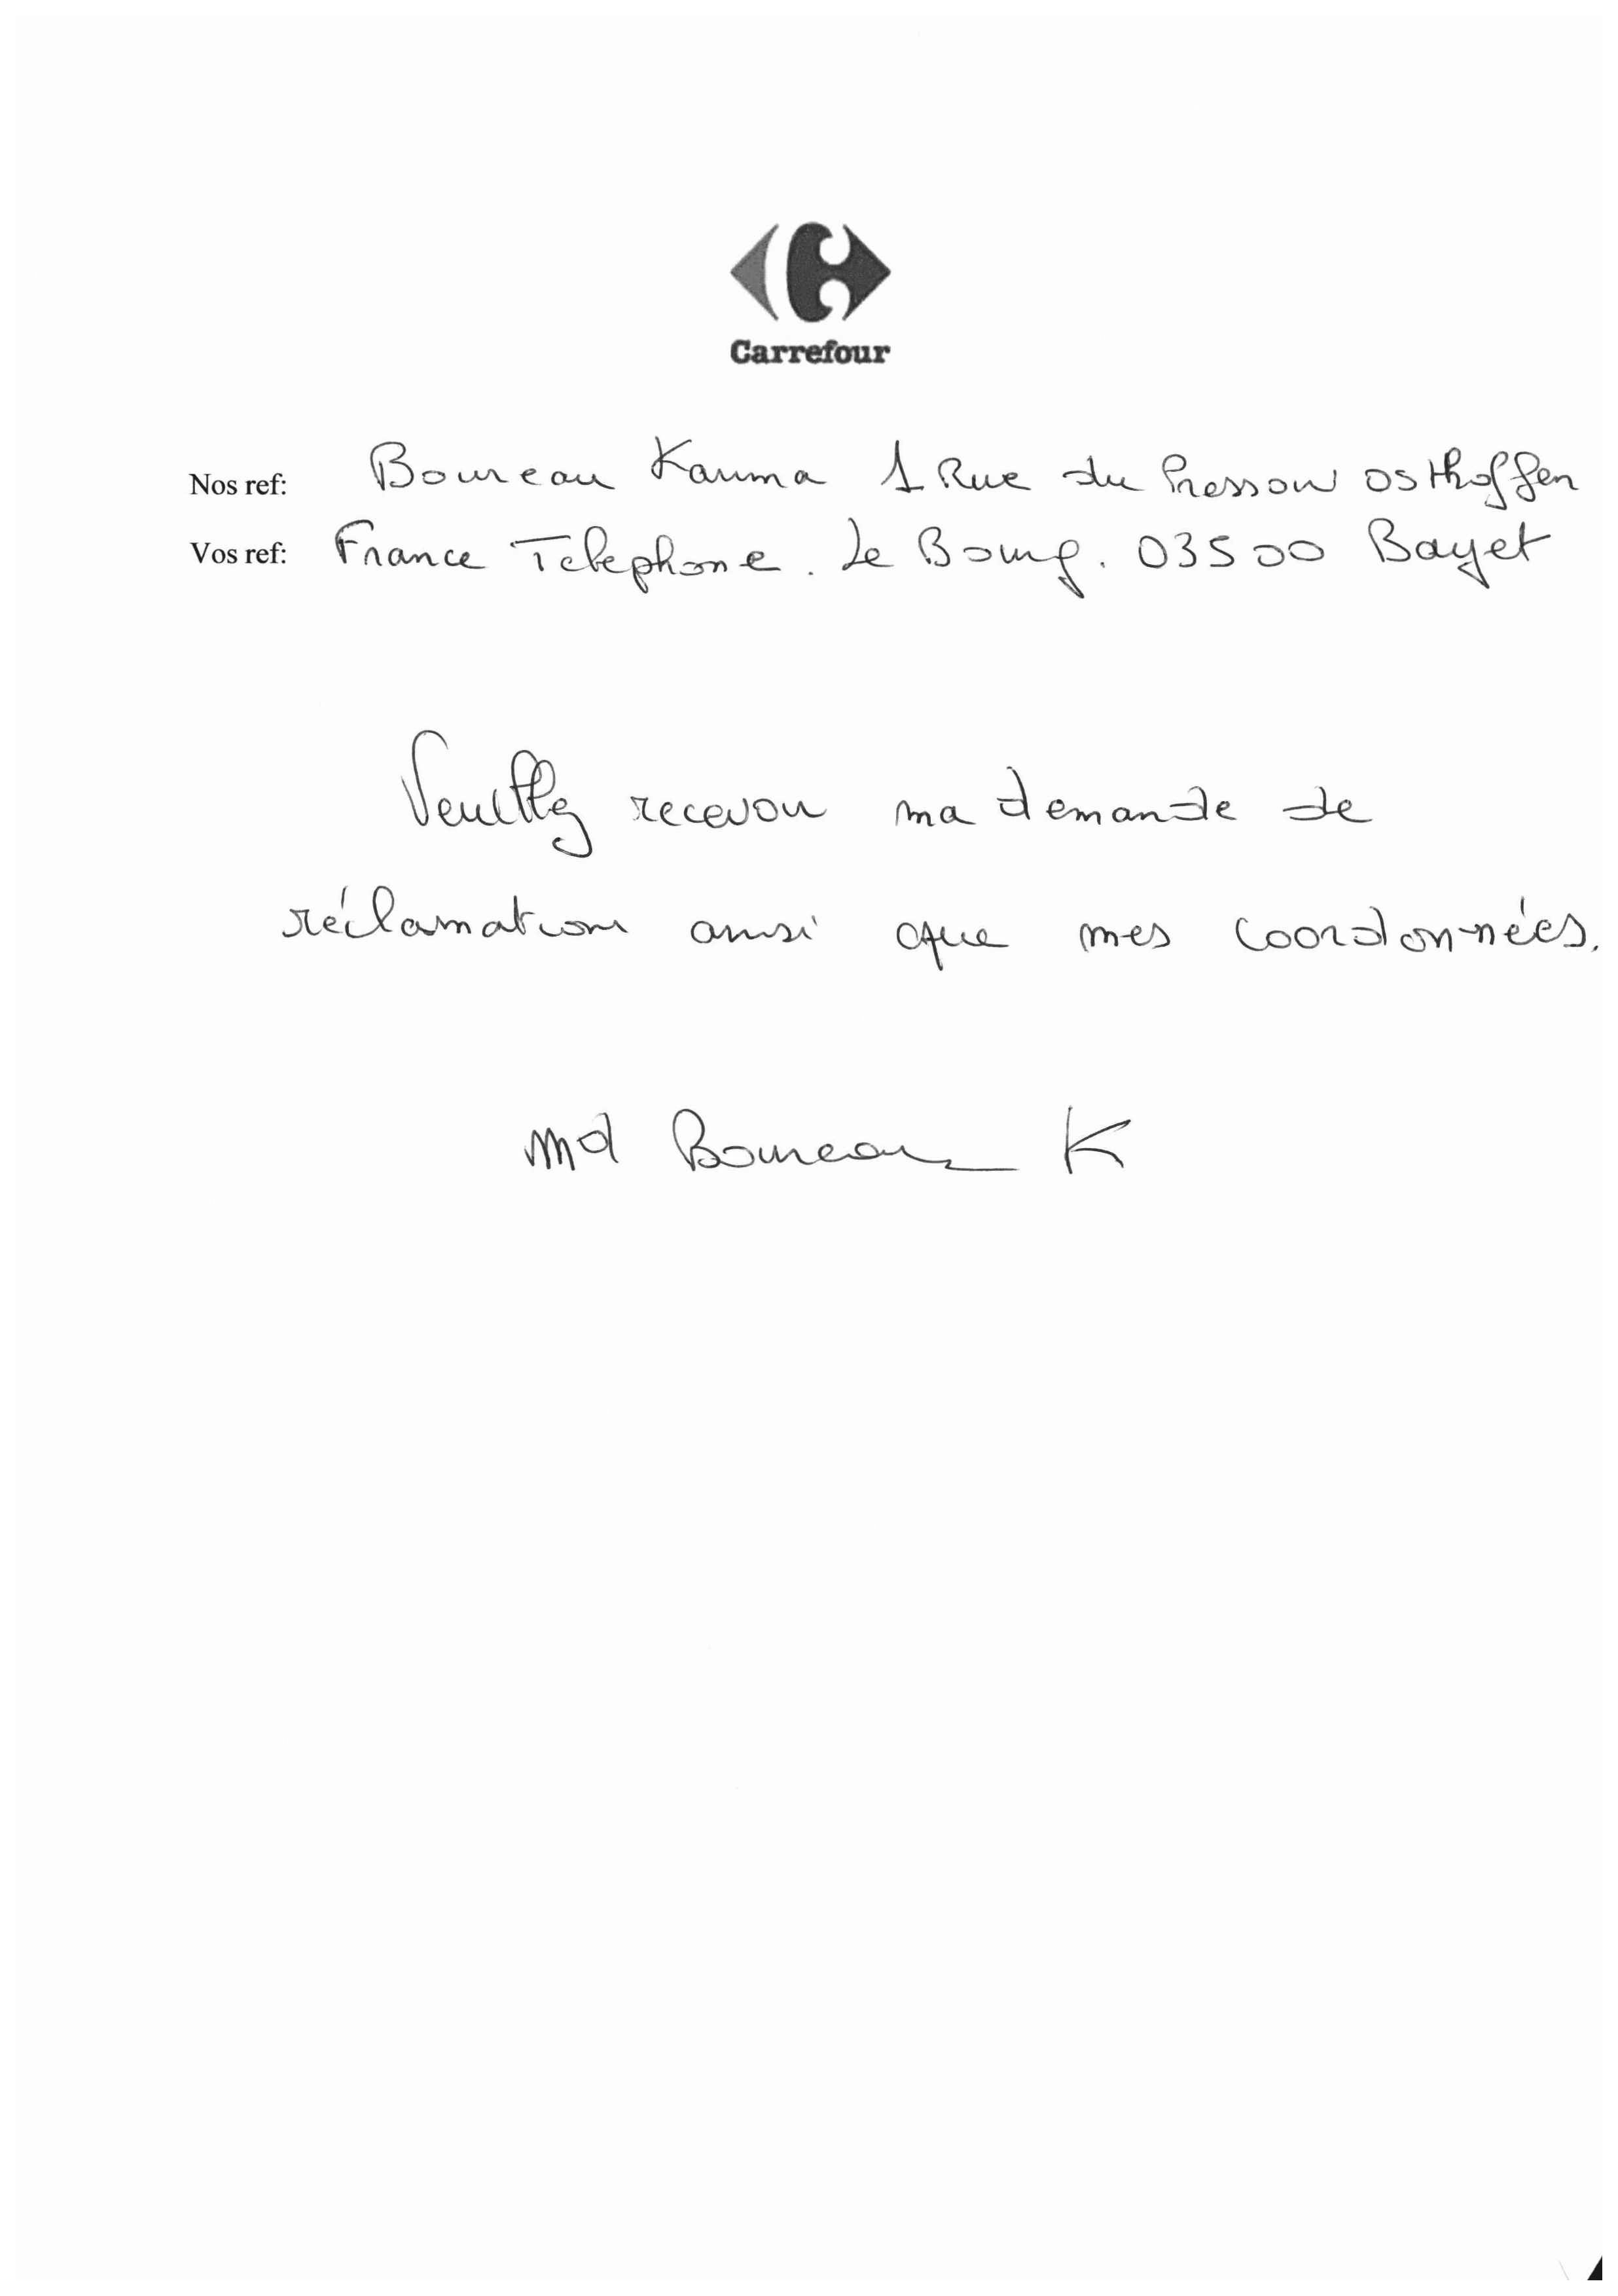 Carrefour
Nos ref: Boureau Karima 1 Rue du Pressoir Osthoffen
Vos ref: France Telephone. Le Bourg. 03500 Bayet
Veuillez recevoir ma demande de
réclamation ainsi que mes coordonnées.
Md Boureau K